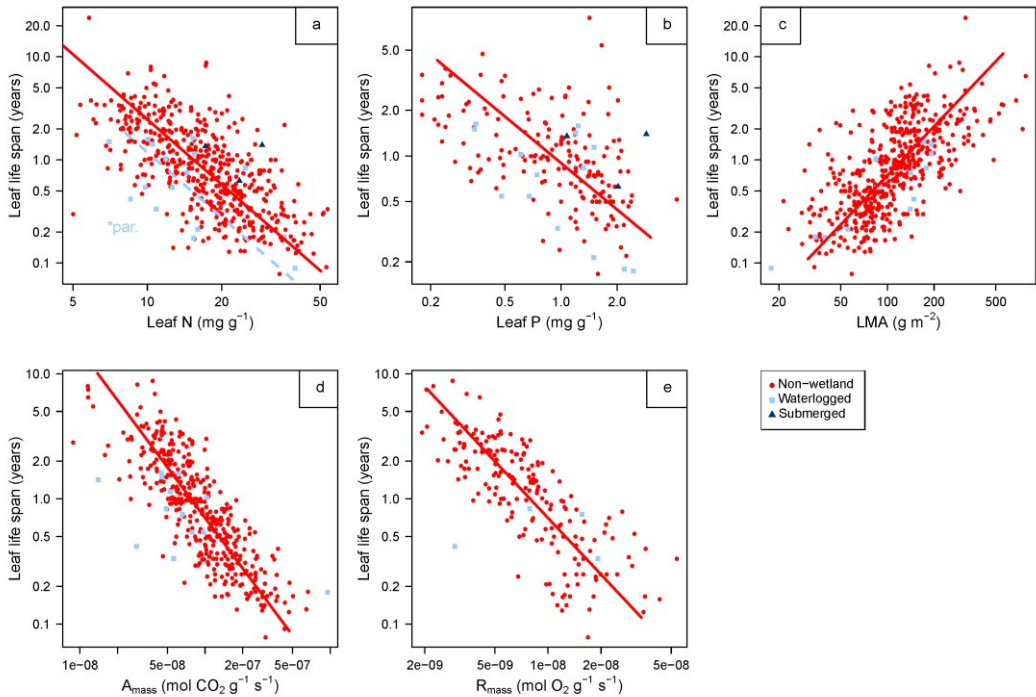 a
20.0
10.0
5.0
2.0
1.0
0.5
0.2
0.1
Leaf life span (years)
*par.
5
10
20
50
Leaf N (mg g⁻¹)
b
5.0
2.0
1.0
0.5
0.2
Leaf life span (years)
0.2
0.5
1.0
2.0
Leaf P (mg g⁻¹)
c
20.0
10.0
5.0
2.0
1.0
0.5
0.2
0.1
Leaf life span (years)
20
50
100
200
500
LMA (g m⁻²)
d
10.0
5.0
2.0
1.0
0.5
0.2
0.1
Leaf life span (years)
1e−08
5e−08
2e−07
5e−07
Aₘₐₛₛ (mol CO₂ g⁻¹ s⁻¹)
e
10.0
5.0
2.0
1.0
0.5
0.2
0.1
Leaf life span (years)
2e−09
5e−09
1e−08
2e−08
5e−08
Rₘₐₛₛ (mol O₂ g⁻¹ s⁻¹)
Non−wetland
Waterlogged
Submerged